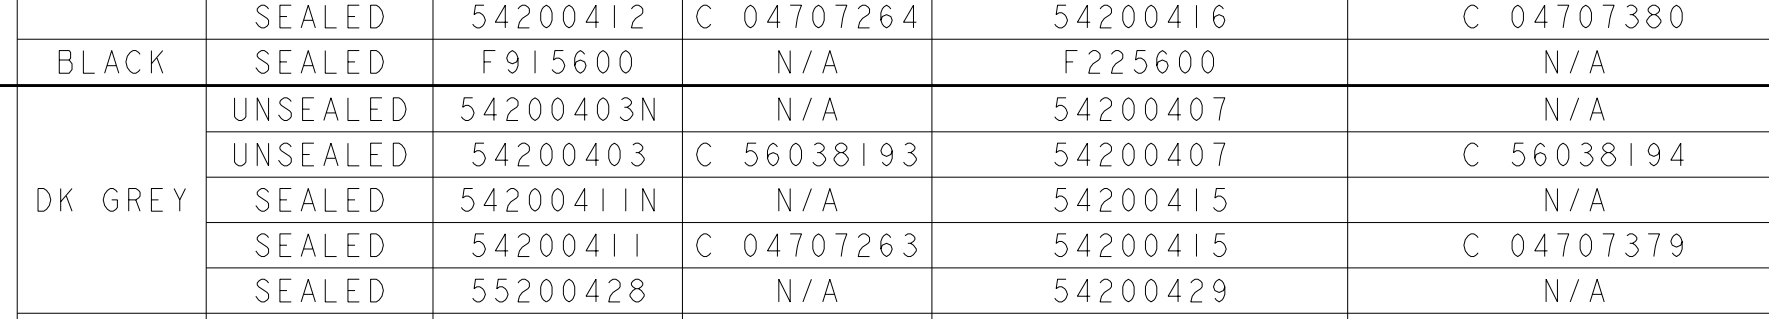 SEALED 54200412 C 04707264 54200416 C 04707380
BLACK SEALED F915600 N/A F225600 N/A
UNSEALED 54200403N N/A 54200407 N/A
UNSEALED 54200403 C 56038193 54200407 C 56038194
DK GREY SEALED 54200411N N/A 54200415 N/A
SEALED 54200411 C 04707263 54200415 C 04707379
SEALED 55200428 N/A 54200429 N/A